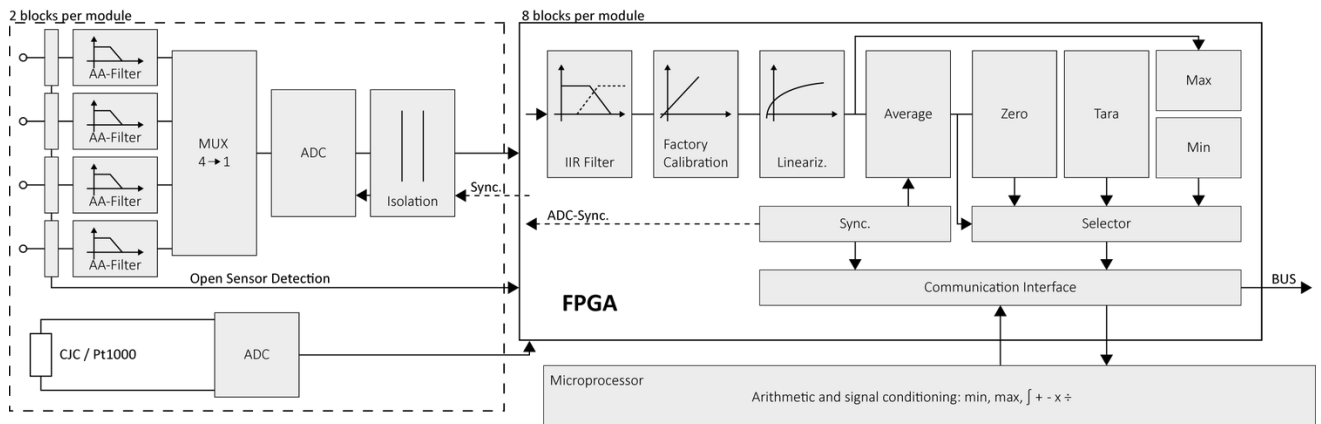 2 blocks per module
8 blocks per module
AA-Filter
AA-Filter
AA-Filter
AA-Filter
MUX
4→1
ADC
Isolation
Sync.
Open Sensor Detection
CJC / Pt1000
ADC
IIR Filter
Factory
Calibration
Lineariz.
Average
Zero
Tara
Max
Min
ADC-Sync.
Sync.
Selector
Communication Interface
BUS
FPGA
Microprocessor
Arithmetic and signal conditioning: min, max, ∫ + - x ÷